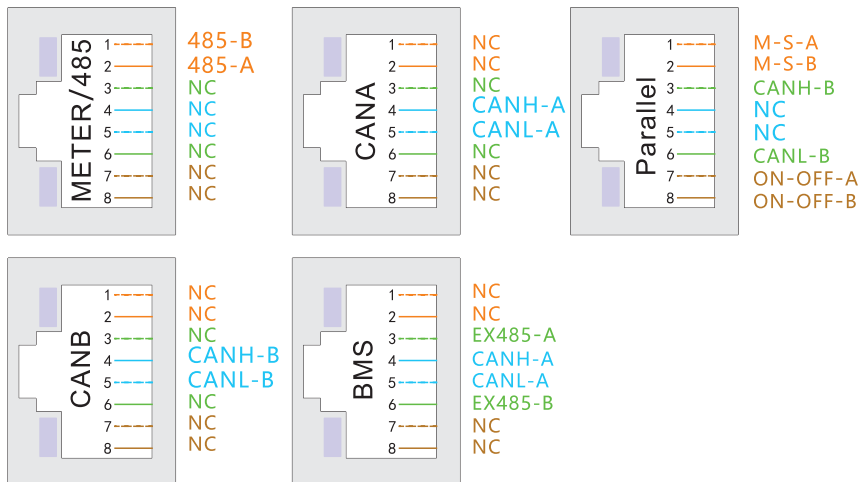 METER/485
1 485-B
2 485-A
3 NC
4 NC
5 NC
6 NC
7 NC
8 NC
CANA
1 NC
2 NC
3 NC
4 CANH-A
5 CANL-A
6 NC
7 NC
8 NC
Parallel
1 M-S-A
2 M-S-B
3 CANH-B
4 NC
5 NC
6 CANL-B
7 ON-OFF-A
8 ON-OFF-B
CANB
1 NC
2 NC
3 NC
4 CANH-B
5 CANL-B
6 NC
7 NC
8 NC
BMS
1 NC
2 NC
3 EX485-A
4 CANH-A
5 CANL-A
6 EX485-B
7 NC
8 NC